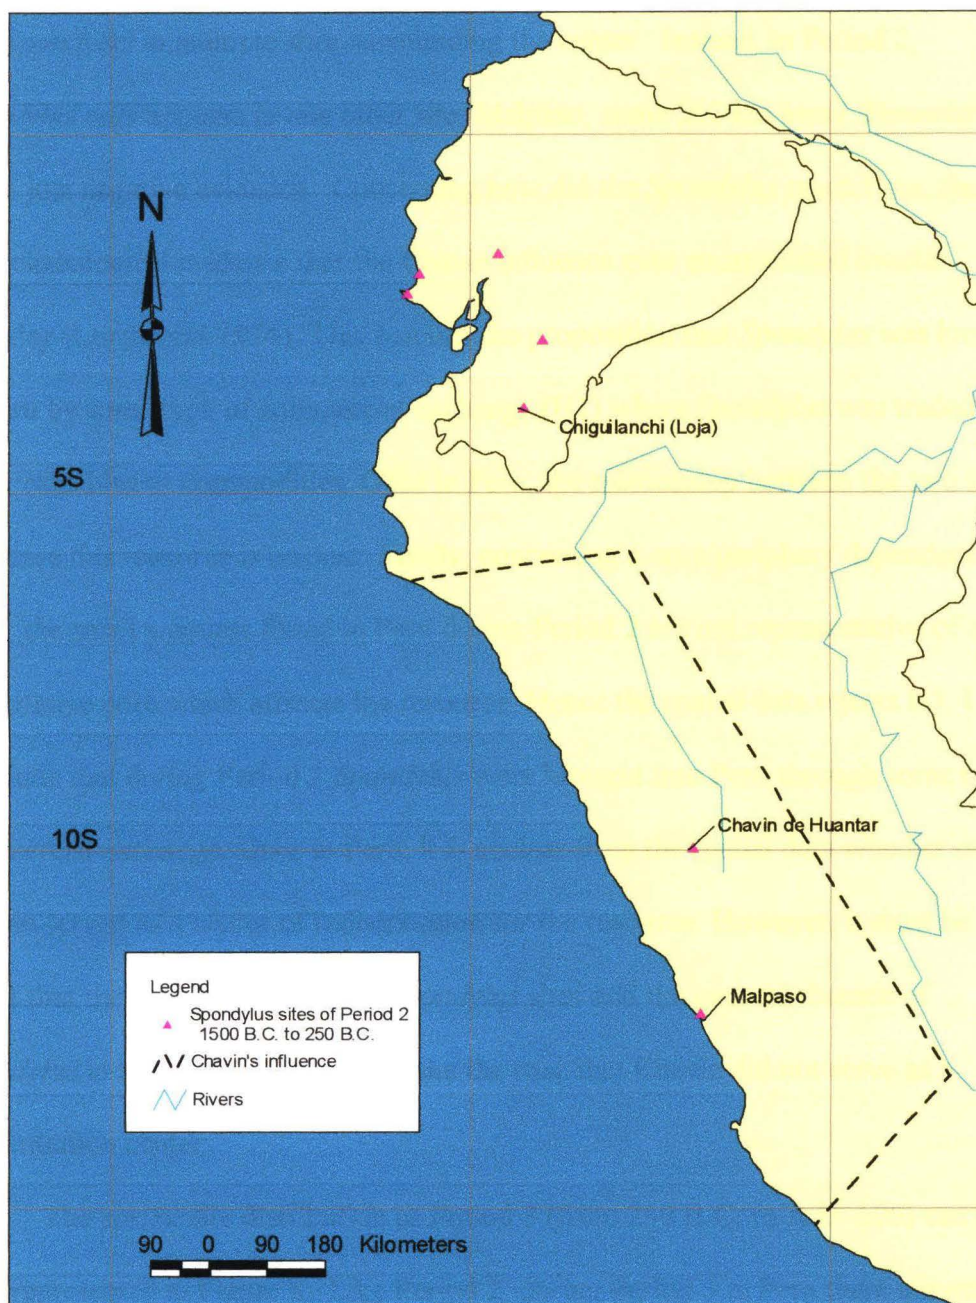 N
Chiguilanchi (Loja)
5S
Chavin de Huantar
10S
Malpaso
Legend
Spondylus sites of Period 2
1500 B.C. to 250 B.C.
Chavin's influence
Rivers
90 0 90 180 Kilometers